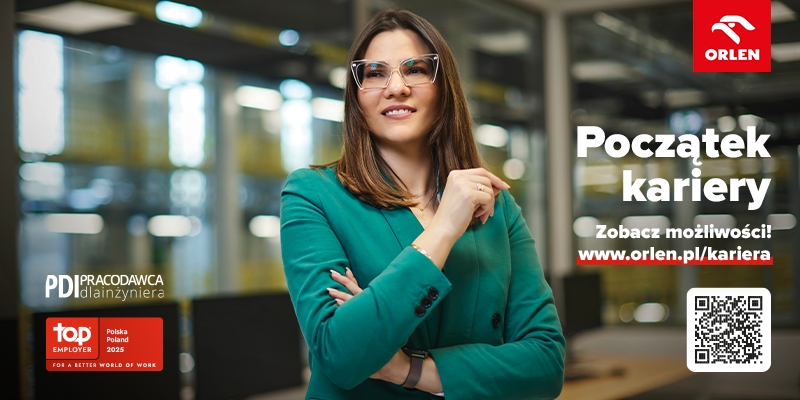 ORLEN
Początek
kariery
Zobacz możliwości!
www.orlen.pl/kariera
PDI PRACODAWCA
dlainżyniera
top
EMPLOYER
Polska
Poland
2025
FOR A BETTER WORLD OF WORK